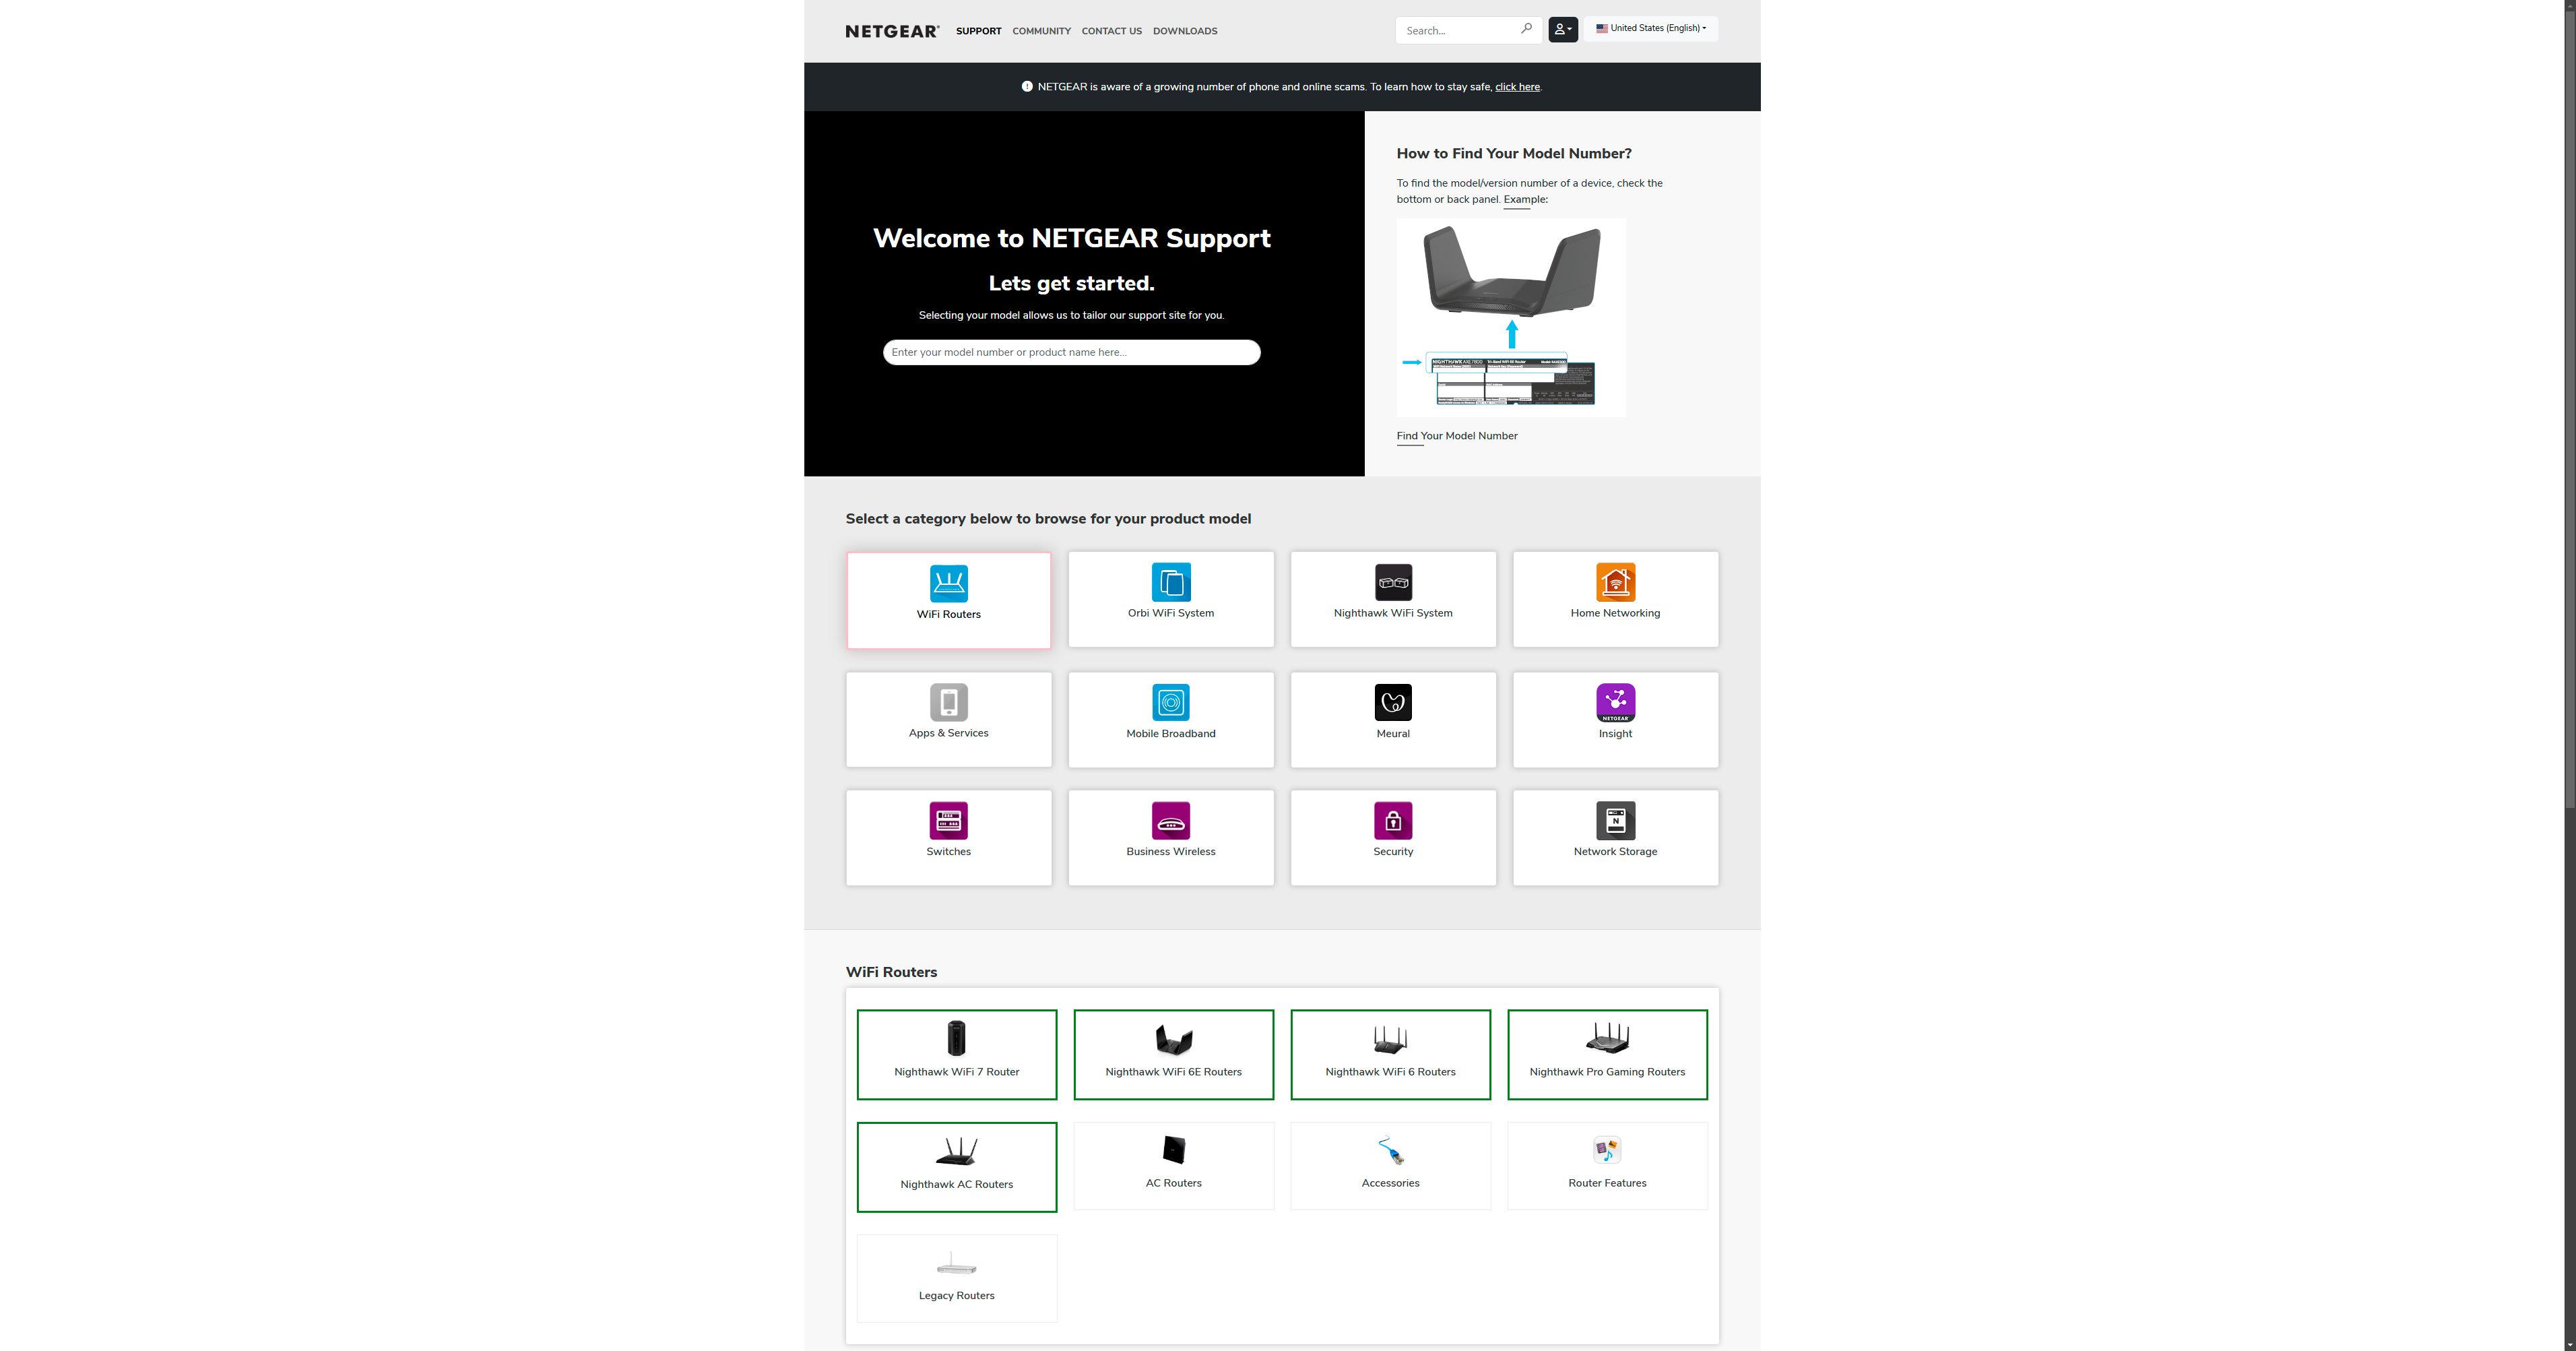 NETGEAR
SUPPORT COMMUNITY CONTACT US DOWNLOADS
Search...
United States (English)
NETGEAR is aware of a growing number of phone and online scams. To learn how to stay safe, click here.
Welcome to NETGEAR Support
Lets get started.
Selecting your model allows us to tailor our support site for you.
Enter your model number or product name here...
How to Find Your Model Number?
To find the model/version number of a device, check the
bottom or back panel. Example:
Find Your Model Number
Select a category below to browse for your product model
WiFi Routers
Orbi WiFi System
Nighthawk WiFi System
Home Networking
Apps & Services
Mobile Broadband
Meural
NETGEAR
Insight
Switches
Business Wireless
Security
N
Network Storage
WiFi Routers
Nighthawk WiFi 7 Router
Nighthawk WiFi 6E Routers
Nighthawk WiFi 6 Routers
Nighthawk Pro Gaming Routers
Nighthawk AC Routers
AC Routers
Accessories
Router Features
Legacy Routers